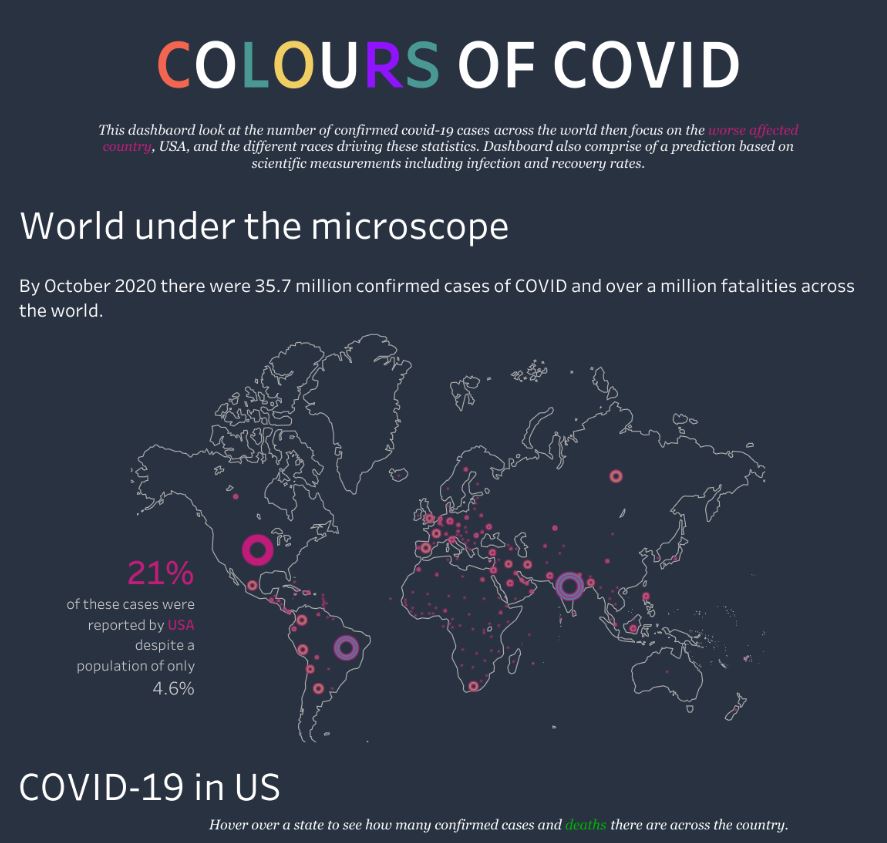 COLOURS OF COVID
This dashbaord look at the number of confirmed covid-19 cases across the world then focus on the worse affected
country, USA, and the different races driving these statistics. Dashboard also comprise of a prediction based on
scientific measurements including infection and recovery rates.
World under the microscope
By October 2020 there were 35.7 million confirmed cases of COVID and over a million fatalities across
the world.
21%
of these cases were
reported by USA
despite a
population of only
4.6%
COVID-19 in US
Hover over a state to see how many confirmed cases and deaths there are across the country.